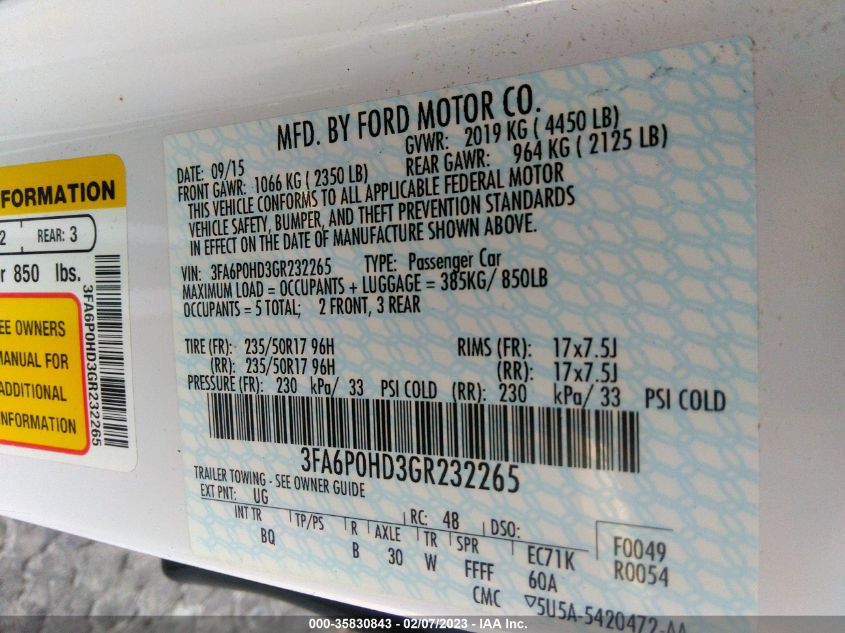 FORMATION
2 REAR: 3
r 850 lbs.
EE OWNERS
MANUAL FOR
ADDITIONAL
INFORMATION
3FA6P0HD3GR232265
MFD. BY FORD MOTOR CO.
DATE: 09/15 GVWR: 2019 KG ( 4450 LB)
FRONT GAWR: 1066 KG ( 2350 LB) REAR GAWR: 964 KG ( 2125 LB)
THIS VEHICLE CONFORMS TO ALL APPLICABLE FEDERAL MOTOR
VEHICLE SAFETY, BUMPER, AND THEFT PREVENTION STANDARDS
IN EFFECT ON THE DATE OF MANUFACTURE SHOWN ABOVE.
VIN: 3FA6P0HD3GR232265 TYPE: Passenger Car
MAXIMUM LOAD = OCCUPANTS + LUGGAGE = 385KG/ 850LB
OCCUPANTS = 5 TOTAL; 2 FRONT, 3 REAR
TIRE (FR): 235/50R17 96H RIMS (FR): 17x7.5J
(RR): 235/50R17 96H (RR): 17x7.5J
PRESSURE (FR): 230 kPa/ 33 PSI COLD (RR): 230 kPa/ 33 PSI COLD
3FA6P0HD3GR232265
TRAILER TOWING - SEE OWNER GUIDE
EXT PNT: UG RC: 48 DSO: F0049
INT TR TP/PS R AXLE TR SPR EC71K R0054
BQ B 30 W FFFF 60A
CMC ▽5U5A-5420472-AA
000-35830843 - 02/07/2023 - IAA Inc.